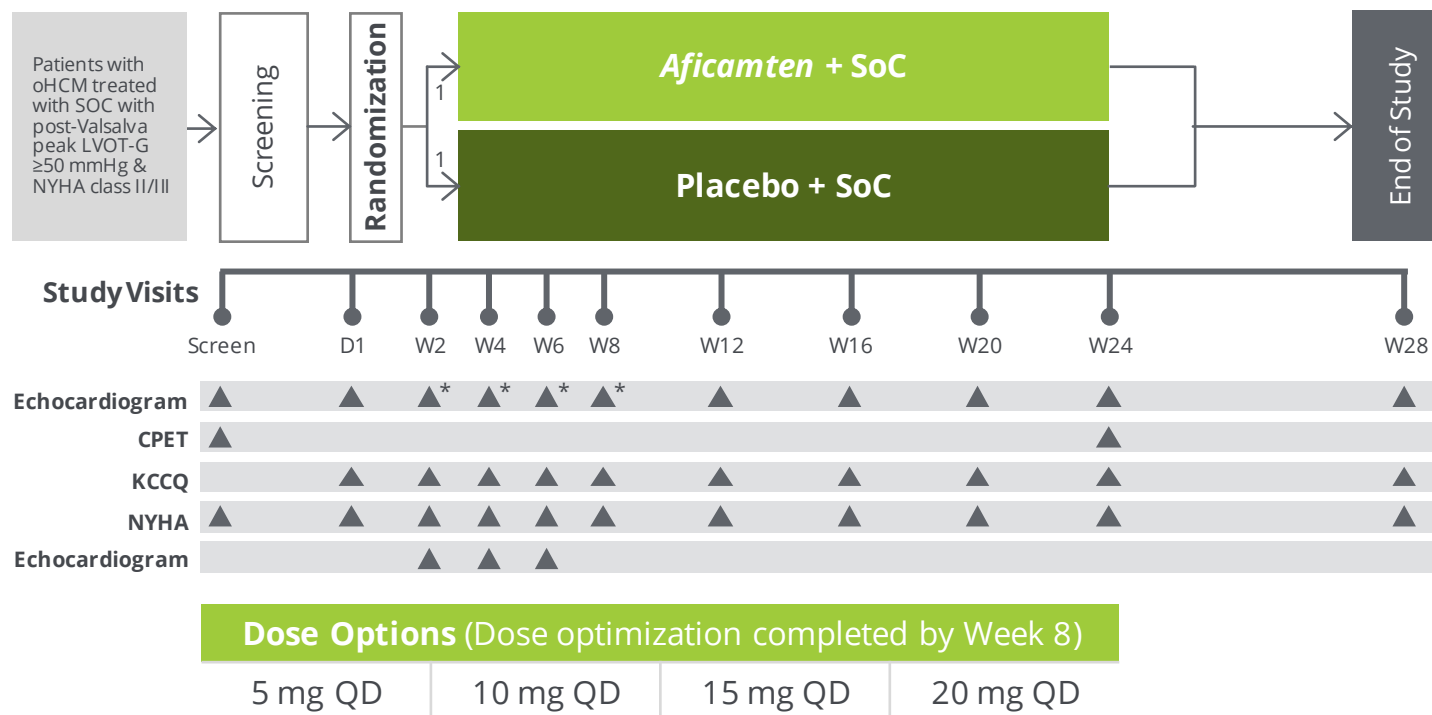 Patients with
oHCM treated
with SOC with
post-Valsalva
peak LVOT-G
≥50 mmHg &
NYHA class II/III
Screening
Randomization
1
1
Aficamten + SoC
Placebo + SoC
End of Study
Study Visits
Screen D1 W2 W4 W6 W8 W12 W16 W20 W24 W28
Echocardiogram * * * *
CPET
KCCQ
NYHA
Echocardiogram
Dose Options (Dose optimization completed by Week 8)
5 mg QD 10 mg QD 15 mg QD 20 mg QD